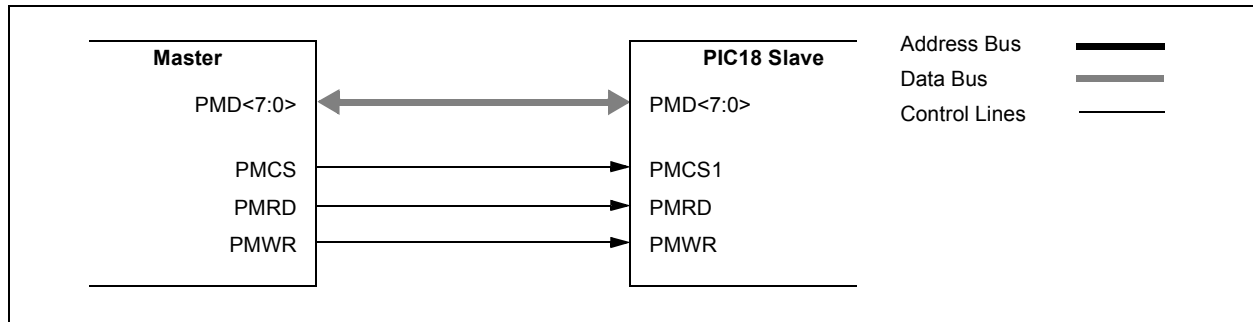 Master
PIC18 Slave
Address Bus
Data Bus
Control Lines
PMD<7:0>
PMD<7:0>
PMCS
PMCS1
PMRD
PMRD
PMWR
PMWR